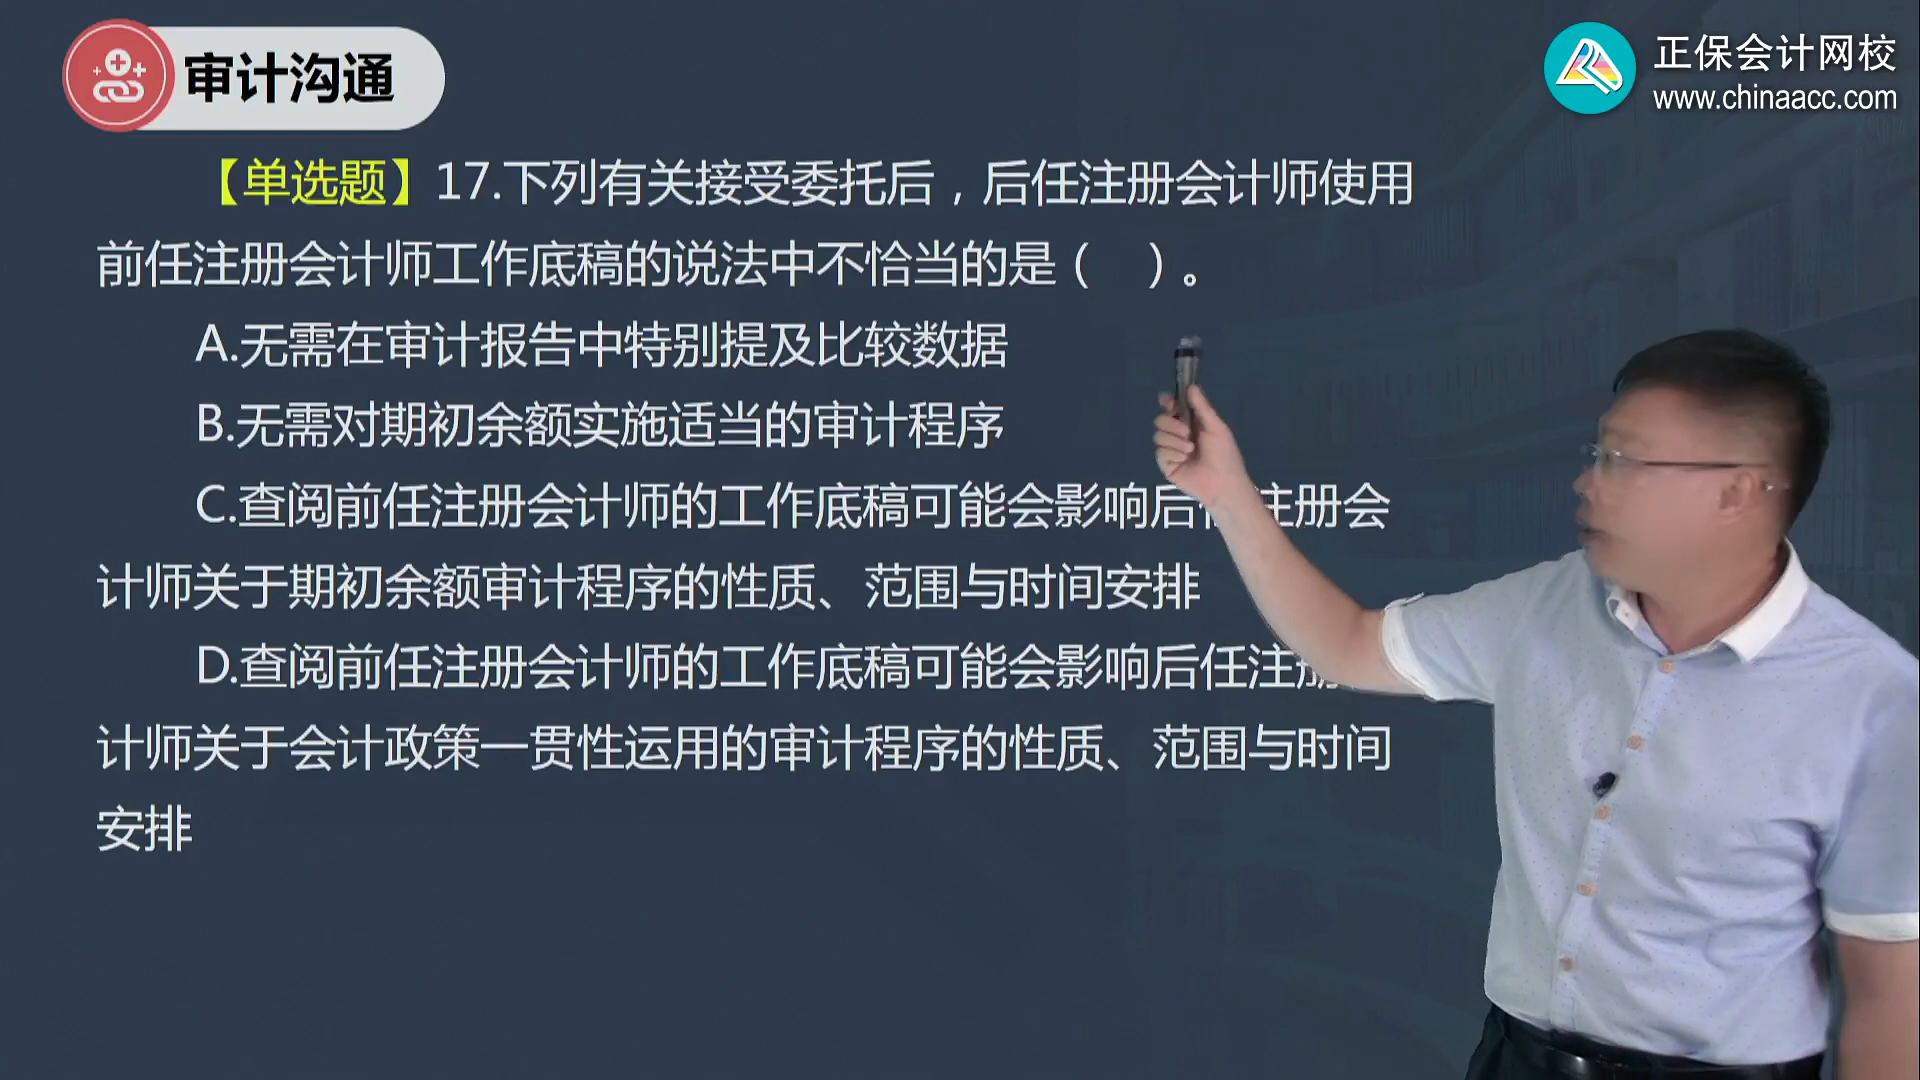 审计沟通
正保会计网校
www.chinaacc.com
【单选题】17.下列有关接受委托后，后任注册会计师使用
前任注册会计师工作底稿的说法中不恰当的是（　）。
A.无需在审计报告中特别提及比较数据
B.无需对期初余额实施适当的审计程序
C.查阅前任注册会计师的工作底稿可能会影响后任注册会
计师关于期初余额审计程序的性质、范围与时间安排
D.查阅前任注册会计师的工作底稿可能会影响后任注册
计师关于会计政策一贯性运用的审计程序的性质、范围与时间
安排